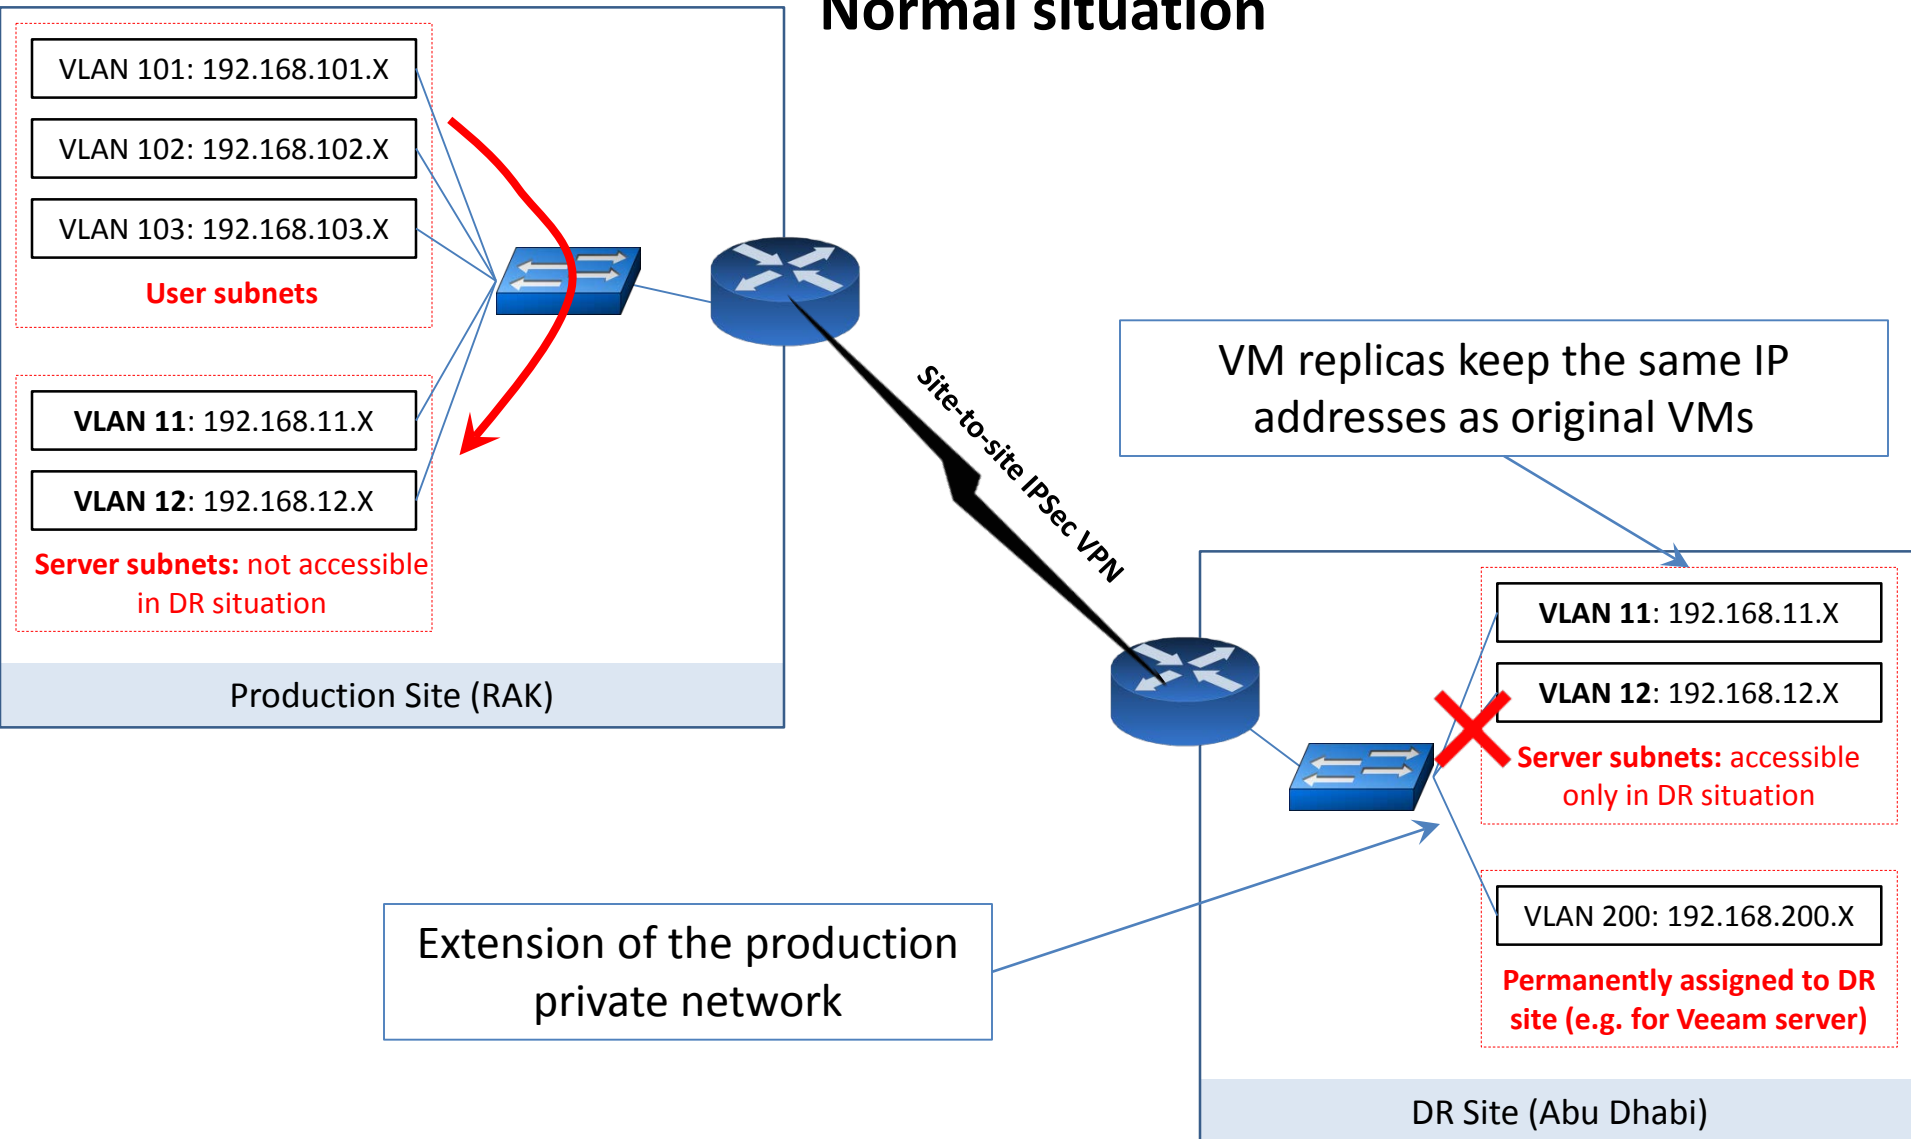 Normal situation
VLAN 101: 192.168.101.X
VLAN 102: 192.168.102.X
VLAN 103: 192.168.103.X
User subnets
VLAN 11: 192.168.11.X
VLAN 12: 192.168.12.X
Server subnets: not accessible
in DR situation
Production Site (RAK)
Site-to-site IPSec VPN
VM replicas keep the same IP
addresses as original VMs
VLAN 11: 192.168.11.X
VLAN 12: 192.168.12.X
Server subnets: accessible
only in DR situation
VLAN 200: 192.168.200.X
Permanently assigned to DR
site (e.g. for Veeam server)
Extension of the production
private network
DR Site (Abu Dhabi)